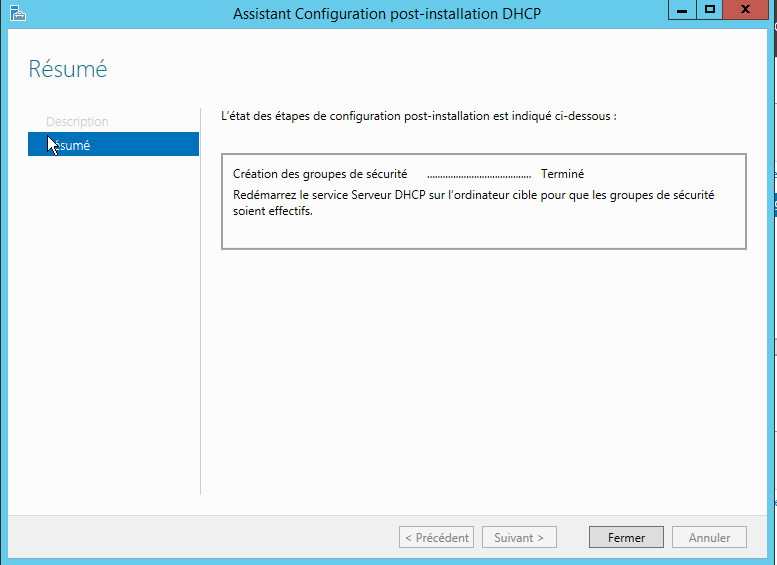 Assistant Configuration post-installation DHCP
Résumé
Description
ésumé
L'état des étapes de configuration post-installation est indiqué ci-dessous :
Création des groupes de sécurité ........................................ Terminé
Redémarrez le service Serveur DHCP sur l'ordinateur cible pour que les groupes de sécurité
soient effectifs.
< Précédent
Suivant >
Fermer
Annuler